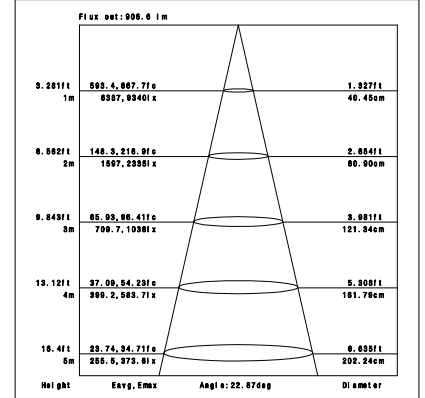 Flux out:906.6 lm
3.281ft 593.4,867.7fc 1.327ft
1m 6387,9340lx 40.45cm
6.562ft 148.3,216.9fc 2.654ft
2m 1597,2335lx 80.90cm
9.843ft 65.93,96.41fc 3.981ft
3m 709.7,1038lx 121.34cm
13.12ft 37.09,54.23fc 5.308ft
4m 399.2,583.7lx 161.79cm
16.4ft 23.74,34.71fc 6.635ft
5m 255.5,373.6lx 202.24cm
Height Eavg,Emax Angle:22.87deg Diameter